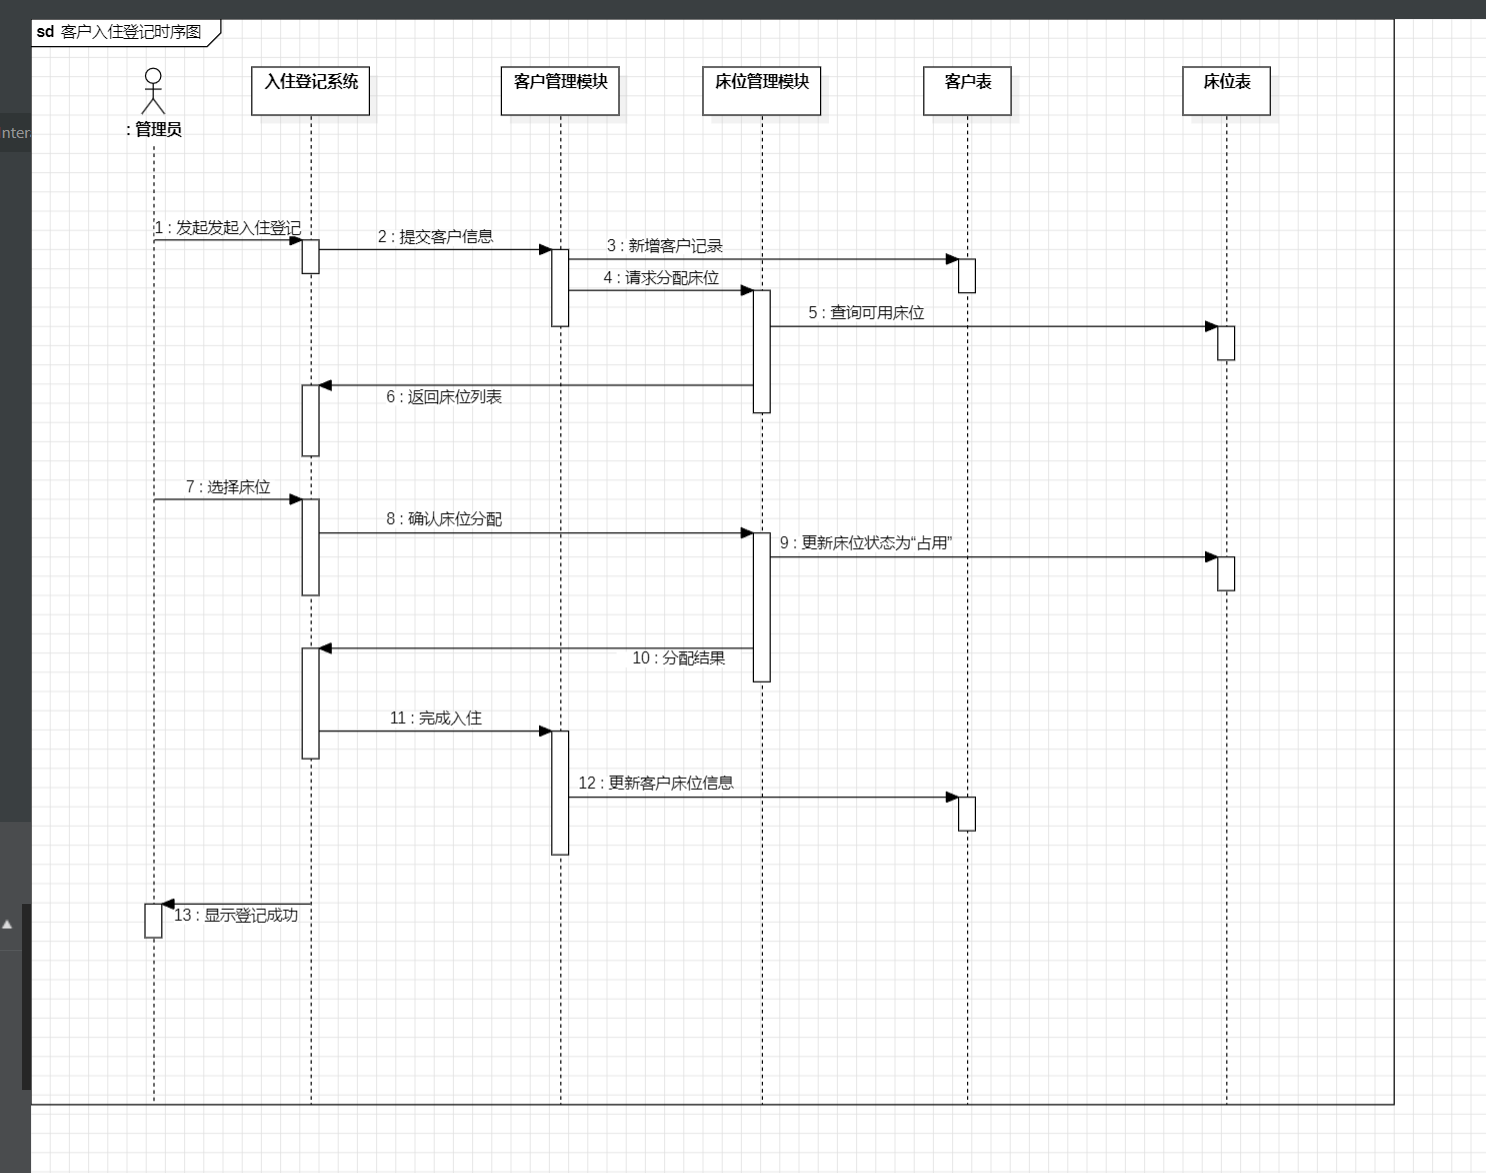 sd 客户入住登记时序图
入住登记系统
客户管理模块
床位管理模块
客户表
床位表
: 管理员
nter
1 : 发起发起入住登记
2 : 提交客户信息
3 : 新增客户记录
4 : 请求分配床位
5 : 查询可用床位
6 : 返回床位列表
7 : 选择床位
8 : 确认床位分配
9 : 更新床位状态为“占用”
10 : 分配结果
11 : 完成入住
12 : 更新客户床位信息
13 : 显示登记成功